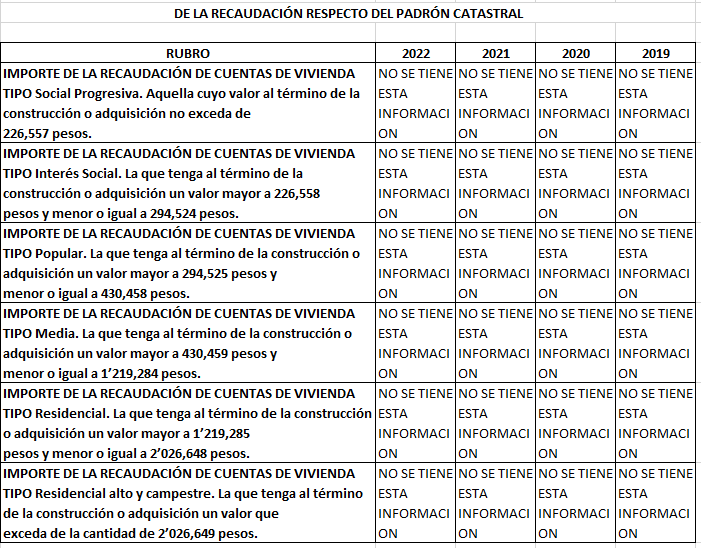 DE LA RECAUDACIÓN RESPECTO DEL PADRÓN CATASTRAL
RUBRO 2022 2021 2020 2019
IMPORTE DE LA RECAUDACIÓN DE CUENTAS DE VIVIENDA NO SE TIENE NO SE TIENE NO SE TIENE NO SE TIENE
TIPO Social Progresiva. Aquella cuyo valor al término de la ESTA ESTA ESTA ESTA
construcción o adquisición no exceda de INFORMACI INFORMACI INFORMACI INFORMACI
226,557 pesos. ON ON ON ON
IMPORTE DE LA RECAUDACIÓN DE CUENTAS DE VIVIENDA NO SE TIENE NO SE TIENE NO SE TIENE NO SE TIENE
TIPO Interés Social. La que tenga al término de la ESTA ESTA ESTA ESTA
construcción o adquisición un valor mayor a 226,558 INFORMACI INFORMACI INFORMACI INFORMACI
pesos y menor o igual a 294,524 pesos. ON ON ON ON
IMPORTE DE LA RECAUDACIÓN DE CUENTAS DE VIVIENDA NO SE TIENE NO SE TIENE NO SE TIENE NO SE TIENE
TIPO Popular. La que tenga al término de la construcción o ESTA ESTA ESTA ESTA
adquisición un valor mayor a 294,525 pesos y INFORMACI INFORMACI INFORMACI INFORMACI
menor o igual a 430,458 pesos. ON ON ON ON
IMPORTE DE LA RECAUDACIÓN DE CUENTAS DE VIVIENDA NO SE TIENE NO SE TIENE NO SE TIENE NO SE TIENE
TIPO Media. La que tenga al término de la construcción o ESTA ESTA ESTA ESTA
adquisición un valor mayor a 430,459 pesos y INFORMACI INFORMACI INFORMACI INFORMACI
menor o igual a 1’219,284 pesos. ON ON ON ON
IMPORTE DE LA RECAUDACIÓN DE CUENTAS DE VIVIENDA NO SE TIENE NO SE TIENE NO SE TIENE NO SE TIENE
TIPO Residencial. La que tenga al término de la construcción ESTA ESTA ESTA ESTA
o adquisición un valor mayor a 1’219,285 INFORMACI INFORMACI INFORMACI INFORMACI
pesos y menor o igual a 2’026,648 pesos. ON ON ON ON
IMPORTE DE LA RECAUDACIÓN DE CUENTAS DE VIVIENDA NO SE TIENE NO SE TIENE NO SE TIENE NO SE TIENE
TIPO Residencial alto y campestre. La que tenga al término ESTA ESTA ESTA ESTA
de la construcción o adquisición un valor que INFORMACI INFORMACI INFORMACI INFORMACI
exceda de la cantidad de 2’026,649 pesos. ON ON ON ON